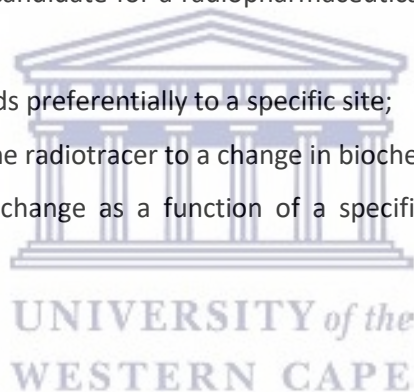 candidate for a radiopharmaceutic
ds preferentially to a specific site;
ne radiotracer to a change in bioche
change as a function of a specifi
UNIVERSITY of the
WESTERN CAPE